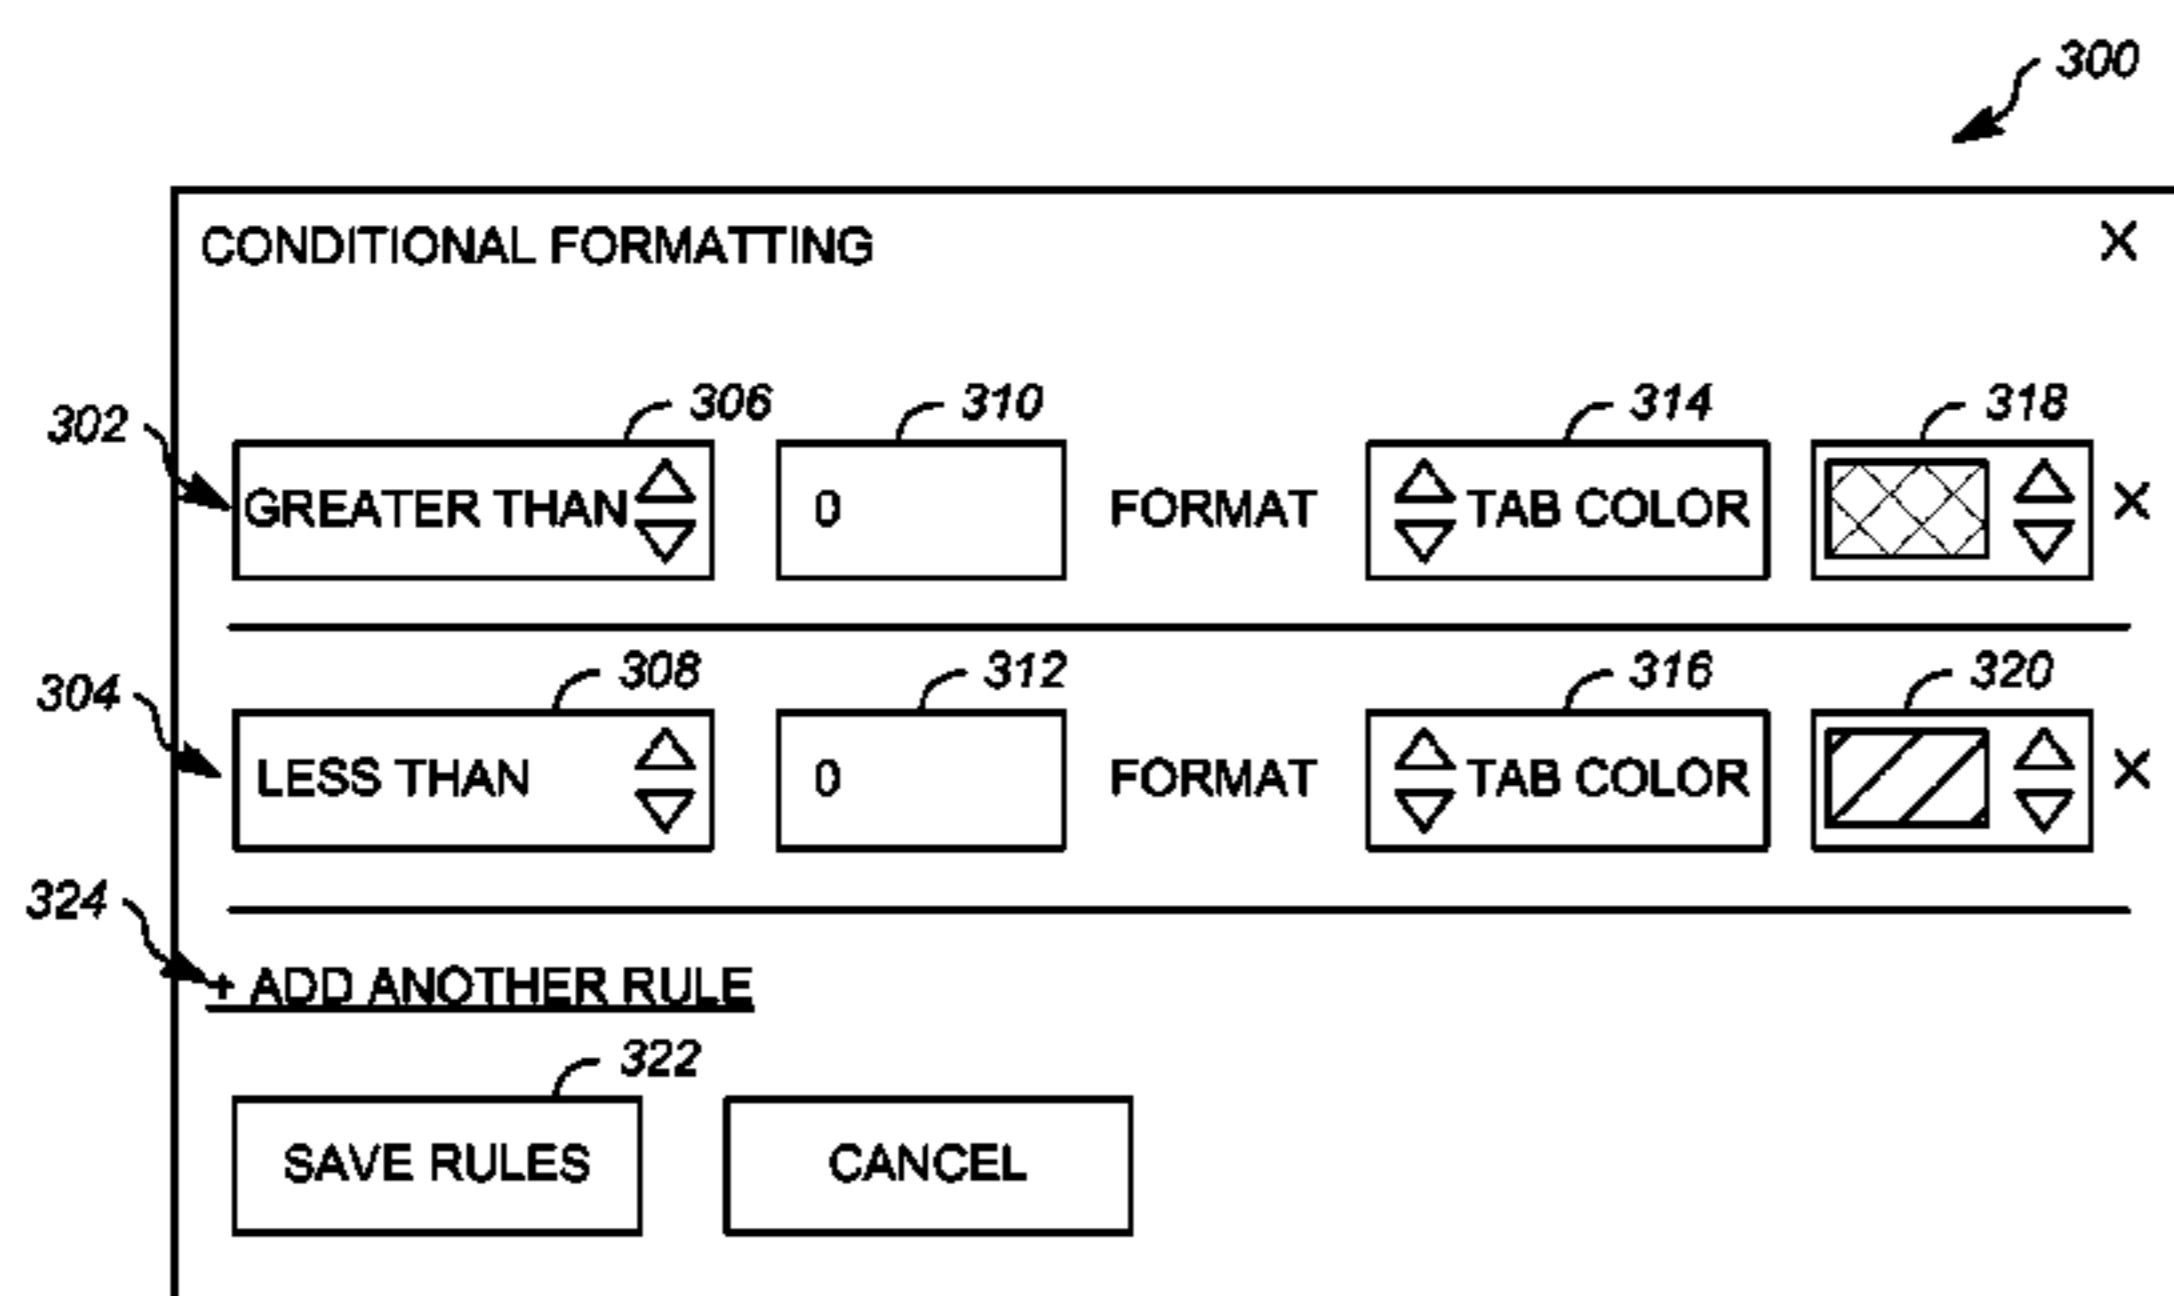 300
CONDITIONAL FORMATTING X
302 306 310 314 318
GREATER THAN 0 FORMAT TAB COLOR X
304 308 312 316 320
LESS THAN 0 FORMAT TAB COLOR X
324
+ ADD ANOTHER RULE
322
SAVE RULES CANCEL